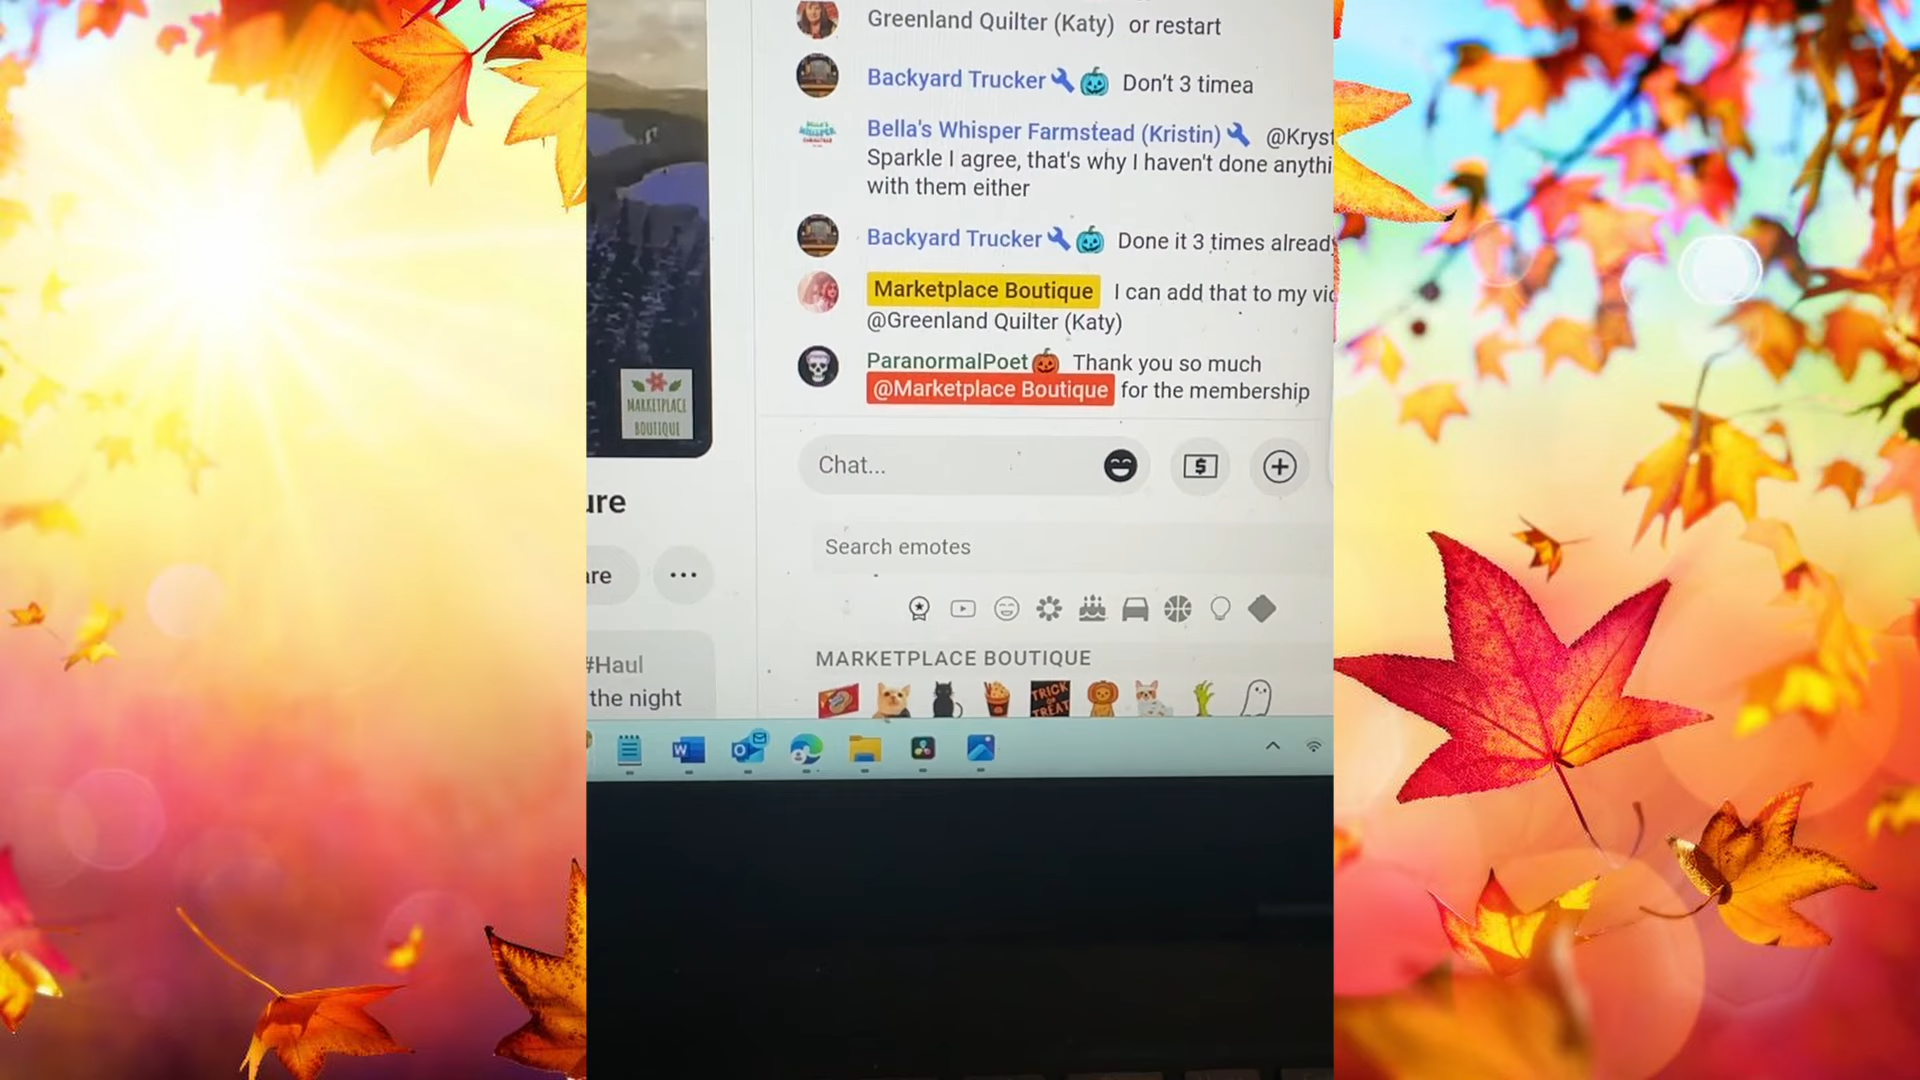 Greenland Quilter (Katy) or restart
Backyard Trucker Don't 3 timea
Bella's Whisper Farmstead (Kristin) @Kryst
Sparkle I agree, that's why I haven't done anythi
with them either
Backyard Trucker Done it 3 times alread
Marketplace Boutique I can add that to my vid
@Greenland Quilter (Katy)
ParanormalPoet Thank you so much
@Marketplace Boutique for the membership
MARKETPLACE
BOUTIQUE
Chat...
ure
Search emotes
are
...
MARKETPLACE BOUTIQUE
#Haul
the night
TRICK
OR
TREAT
W